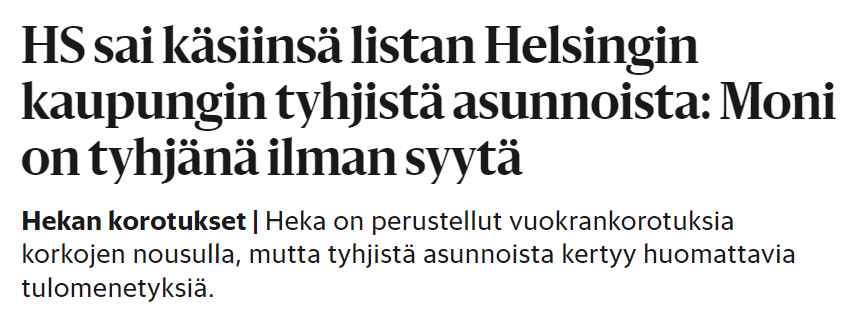 HS sai käsiinsä listan Helsingin
kaupungin tyhjistä asunnoista: Moni
on tyhjänä ilman syytä
Hekan korotukset | Heka on perustellut vuokrankorotuksia
korkojen nousulla, mutta tyhjistä asunnoista kertyy huomattavia
tulomenetyksiä.